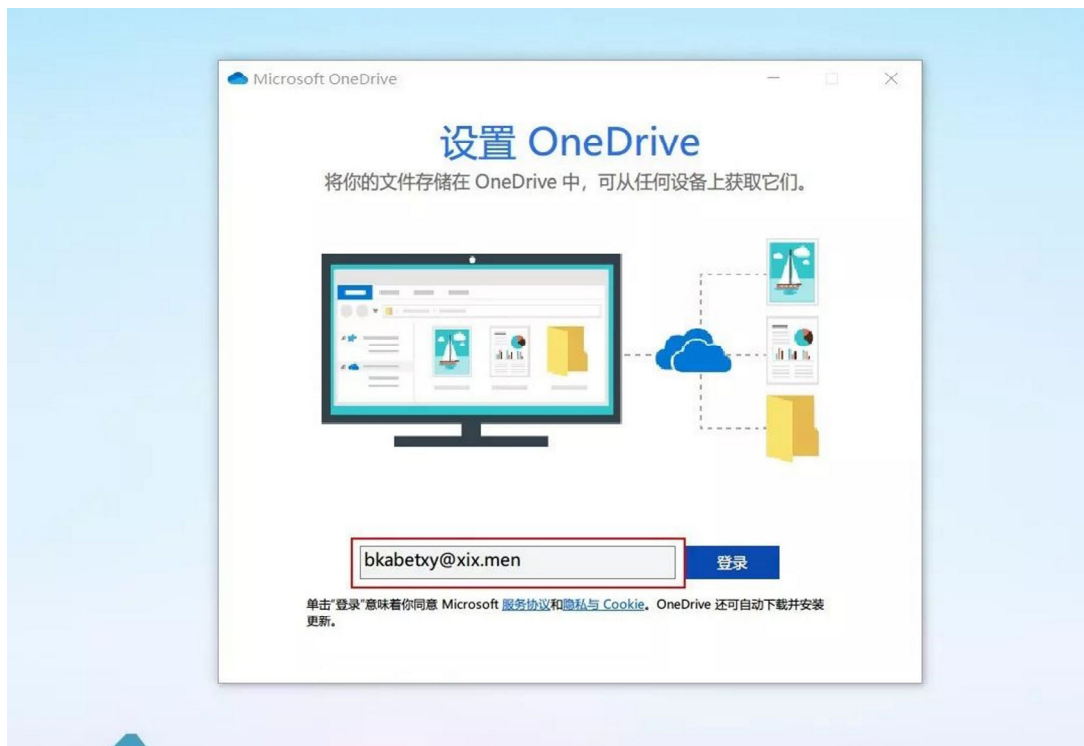 Microsoft OneDrive
设置 OneDrive
将你的文件存储在 OneDrive 中，可从任何设备上获取它们。
bkabetxy@xix.men
登录
单击"登录"意味着你同意 Microsoft 服务协议和隐私与 Cookie。OneDrive 还可自动下载并安装
更新。